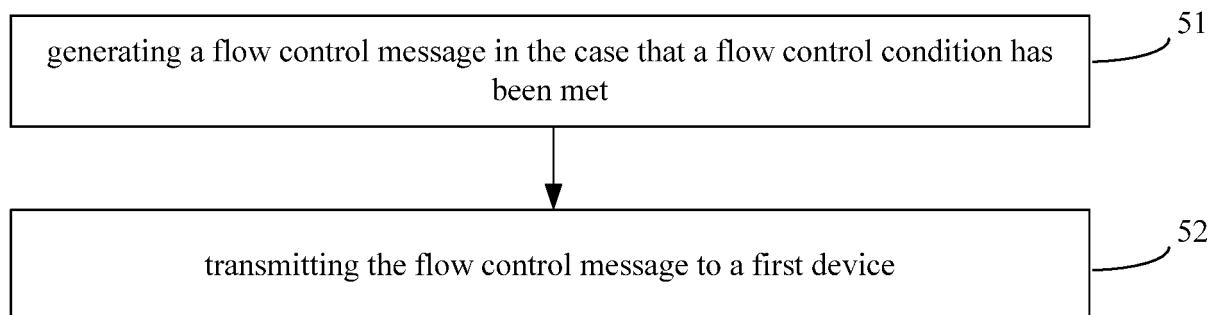 51
generating a flow control message in the case that a flow control condition has
been met
52
transmitting the flow control message to a first device